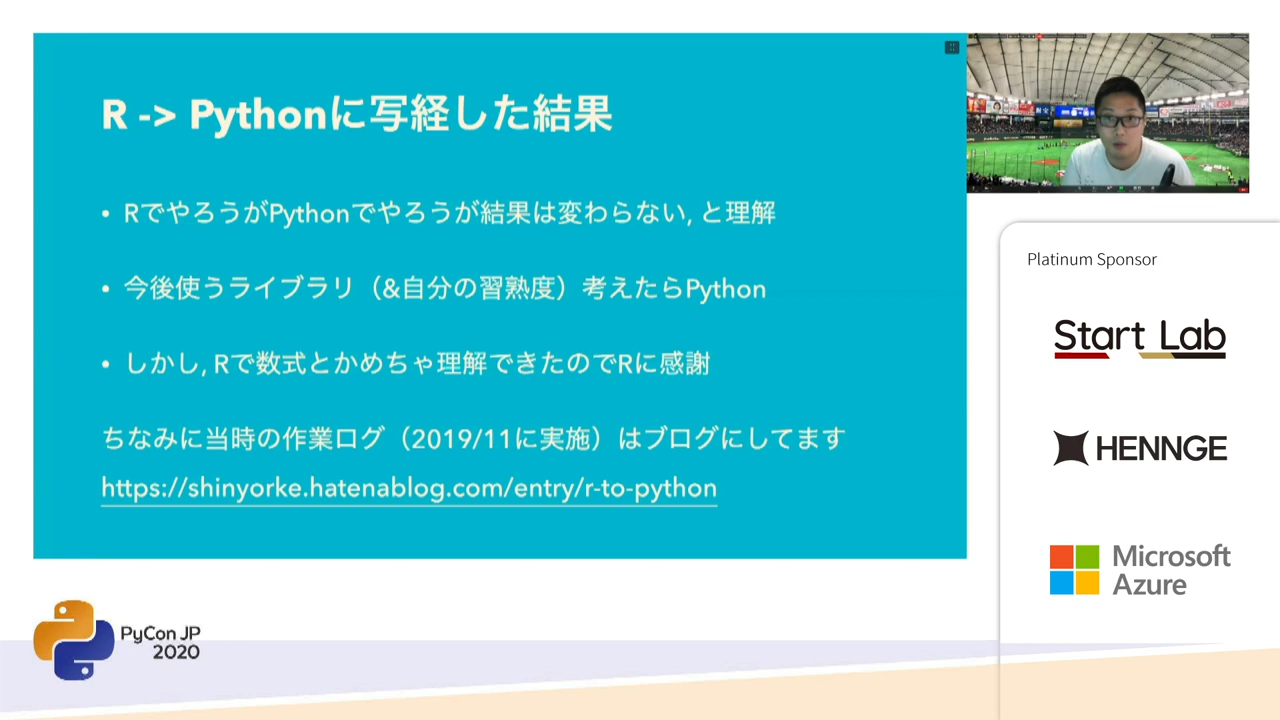 R -> Pythonに写経した結果
• RでやろうがPythonでやろうが結果は変わらない, と理解
• 今後使うライブラリ（&自分の習熟度）考えたらPython
• しかし, Rで数式とかめちゃ理解できたのでRに感謝
ちなみに当時の作業ログ（2019/11に実施）はブログにしてます
https://shinyorke.hatenablog.com/entry/r-to-python
Platinum Sponsor
Start Lab
HENNGE
Microsoft
Azure
PyCon JP
2020